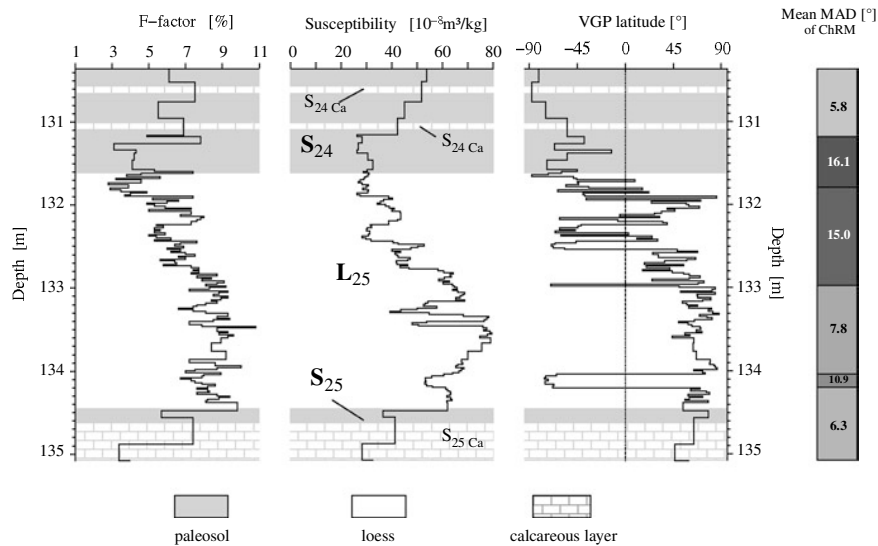 F–factor [%]
Susceptibility [10⁻⁸m³/kg]
VGP latitude [°]
Mean MAD [°]
of ChRM
1 3 5 7 9 11
0 20 40 60 80
−90 −45 0 45 90
S24 Ca
5.8
131
131
S24
S24 Ca
16.1
132
132
15.0
Depth [m]
L25
Depth [m]
133
133
7.8
134
134
S25
10.9
6.3
S25 Ca
135
135
paleosol
loess
calcareous layer